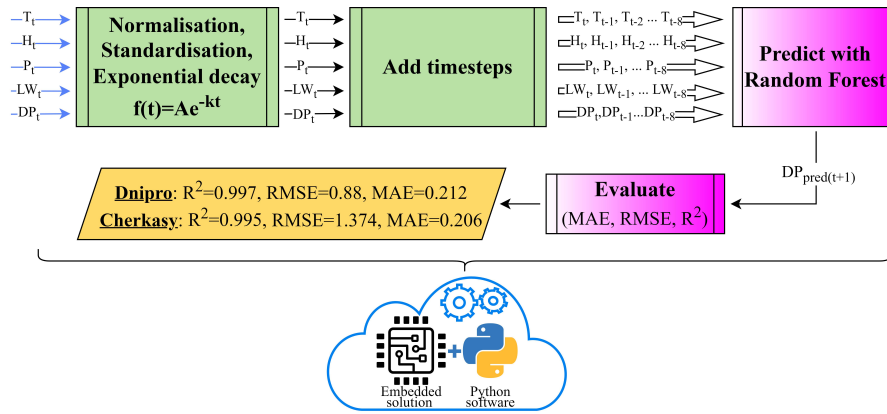 T_t
H_t
P_t
LW_t
DP_t
Normalisation,
Standardisation,
Exponential decay
f(t)=Ae^-kt
T_t
H_t
P_t
LW_t
DP_t
Add timesteps
T_t, T_t-1, T_t-2 ... T_t-8
H_t, H_t-1, H_t-2 ... H_t-8
P_t, P_t-1, ... P_t-8
LW_t, LW_t-1, ... LW_t-8
DP_t,DP_t-1...DP_t-8
Predict with
Random Forest
DP_pred(t+1)
Evaluate
(MAE, RMSE, R^2)
Dnipro: R^2=0.997, RMSE=0.88, MAE=0.212
Cherkasy: R^2=0.995, RMSE=1.374, MAE=0.206
Embedded
solution
+
Python
software